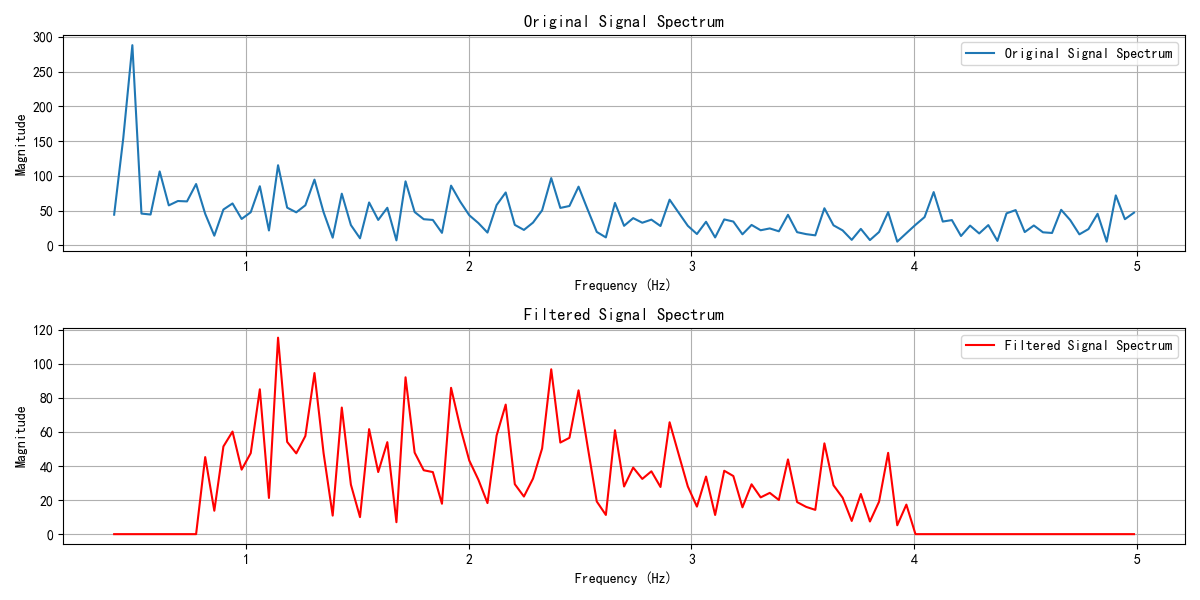 Original Signal Spectrum
300
250
200
150
100
50
0
Magnitude
Original Signal Spectrum
1 2 3 4 5
Frequency (Hz)
Filtered Signal Spectrum
120
100
80
60
40
20
0
Magnitude
Filtered Signal Spectrum
1 2 3 4 5
Frequency (Hz)